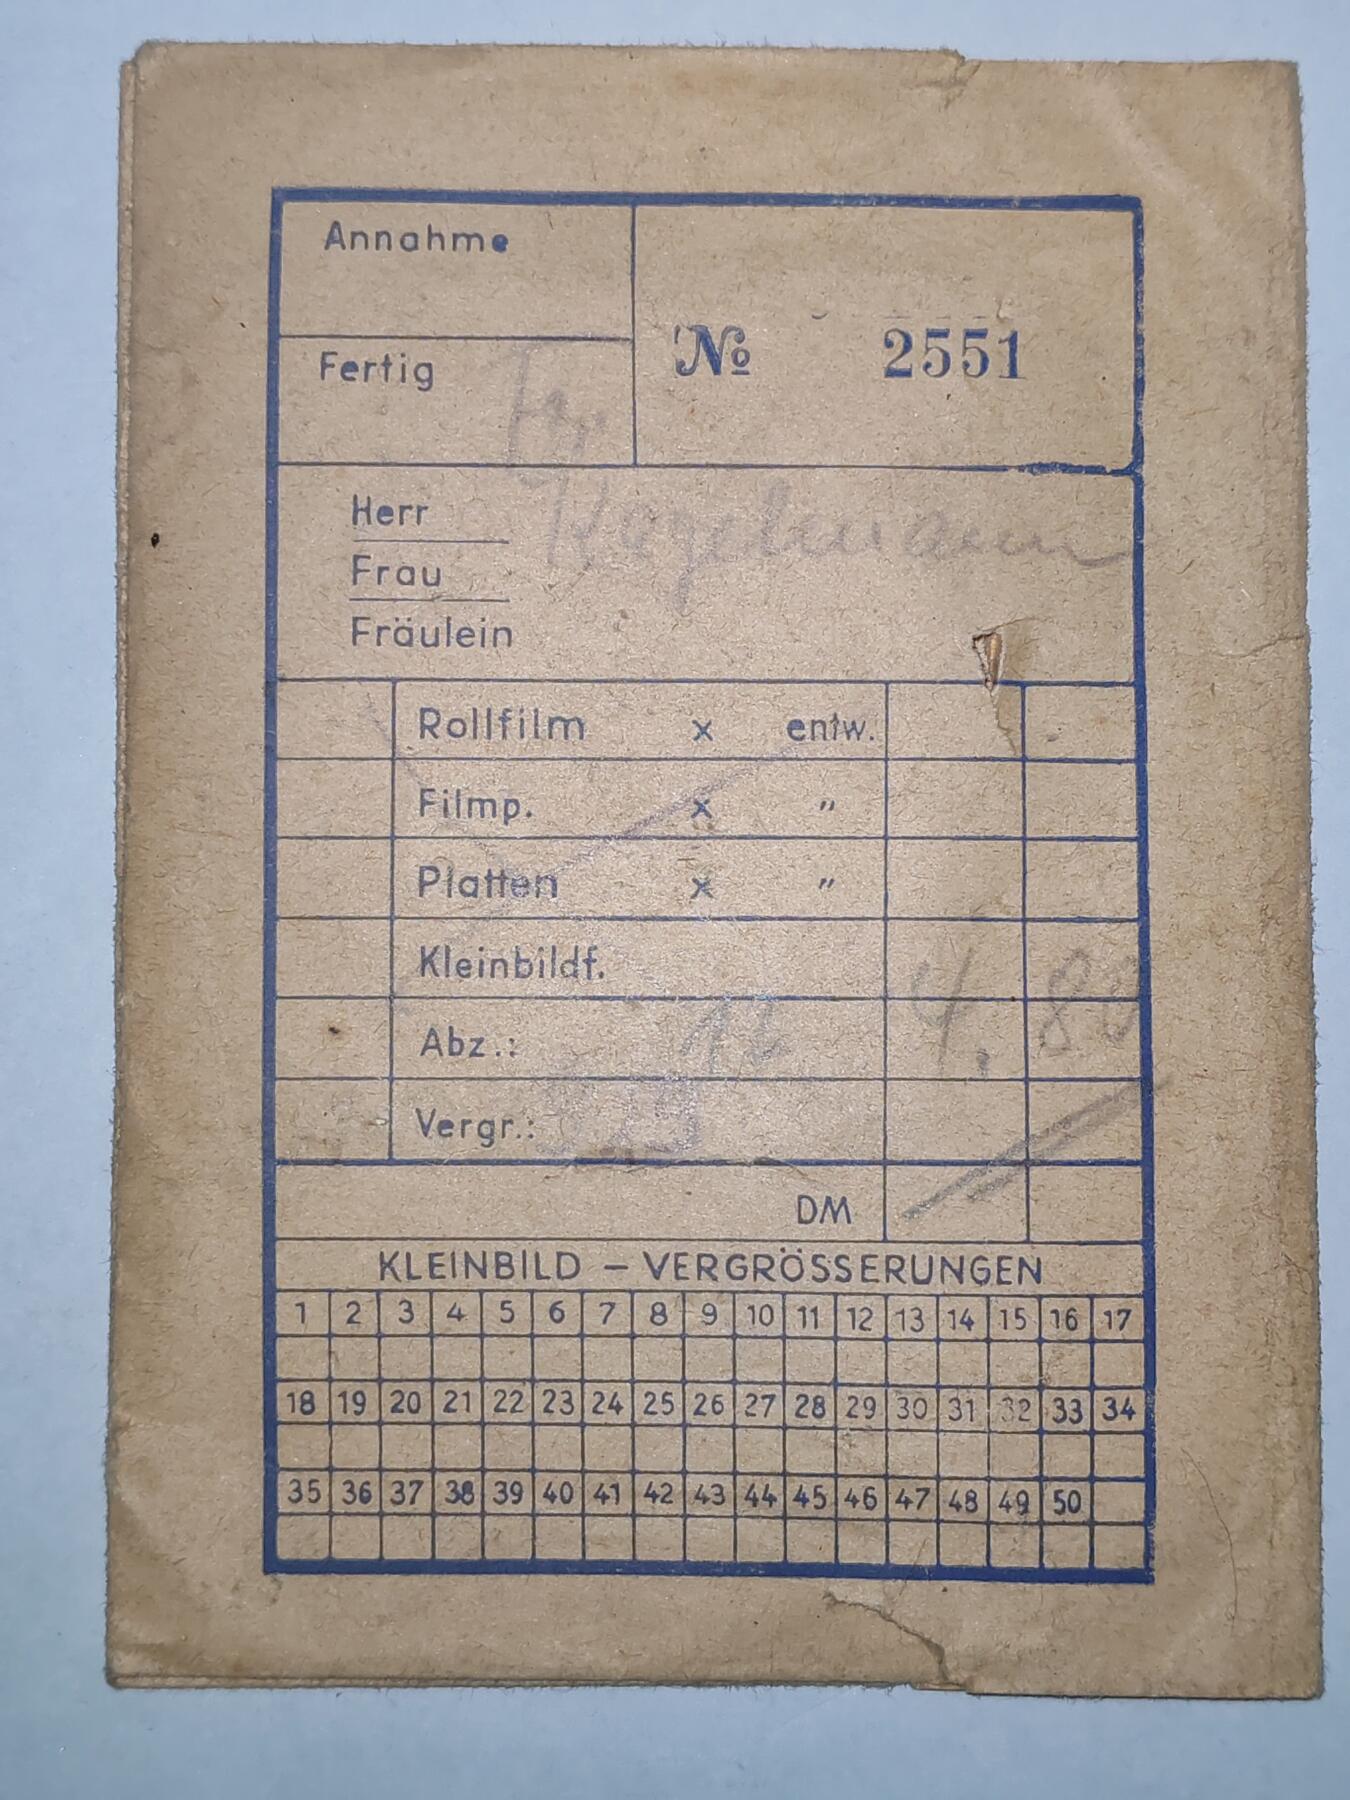 Annahme
№ 2551
Fertig
Herr
Frau
Fräulein
Rollfilm x entw.
Filmp. x "
Platten x "
Kleinbildf.
Abz.: 12 4.80
Vergr.:
DM
KLEINBILD – VERGRÖSSERUNGEN
1 2 3 4 5 6 7 8 9 10 11 12 13 14 15 16 17
18 19 20 21 22 23 24 25 26 27 28 29 30 31 32 33 34
35 36 37 38 39 40 41 42 43 44 45 46 47 48 49 50